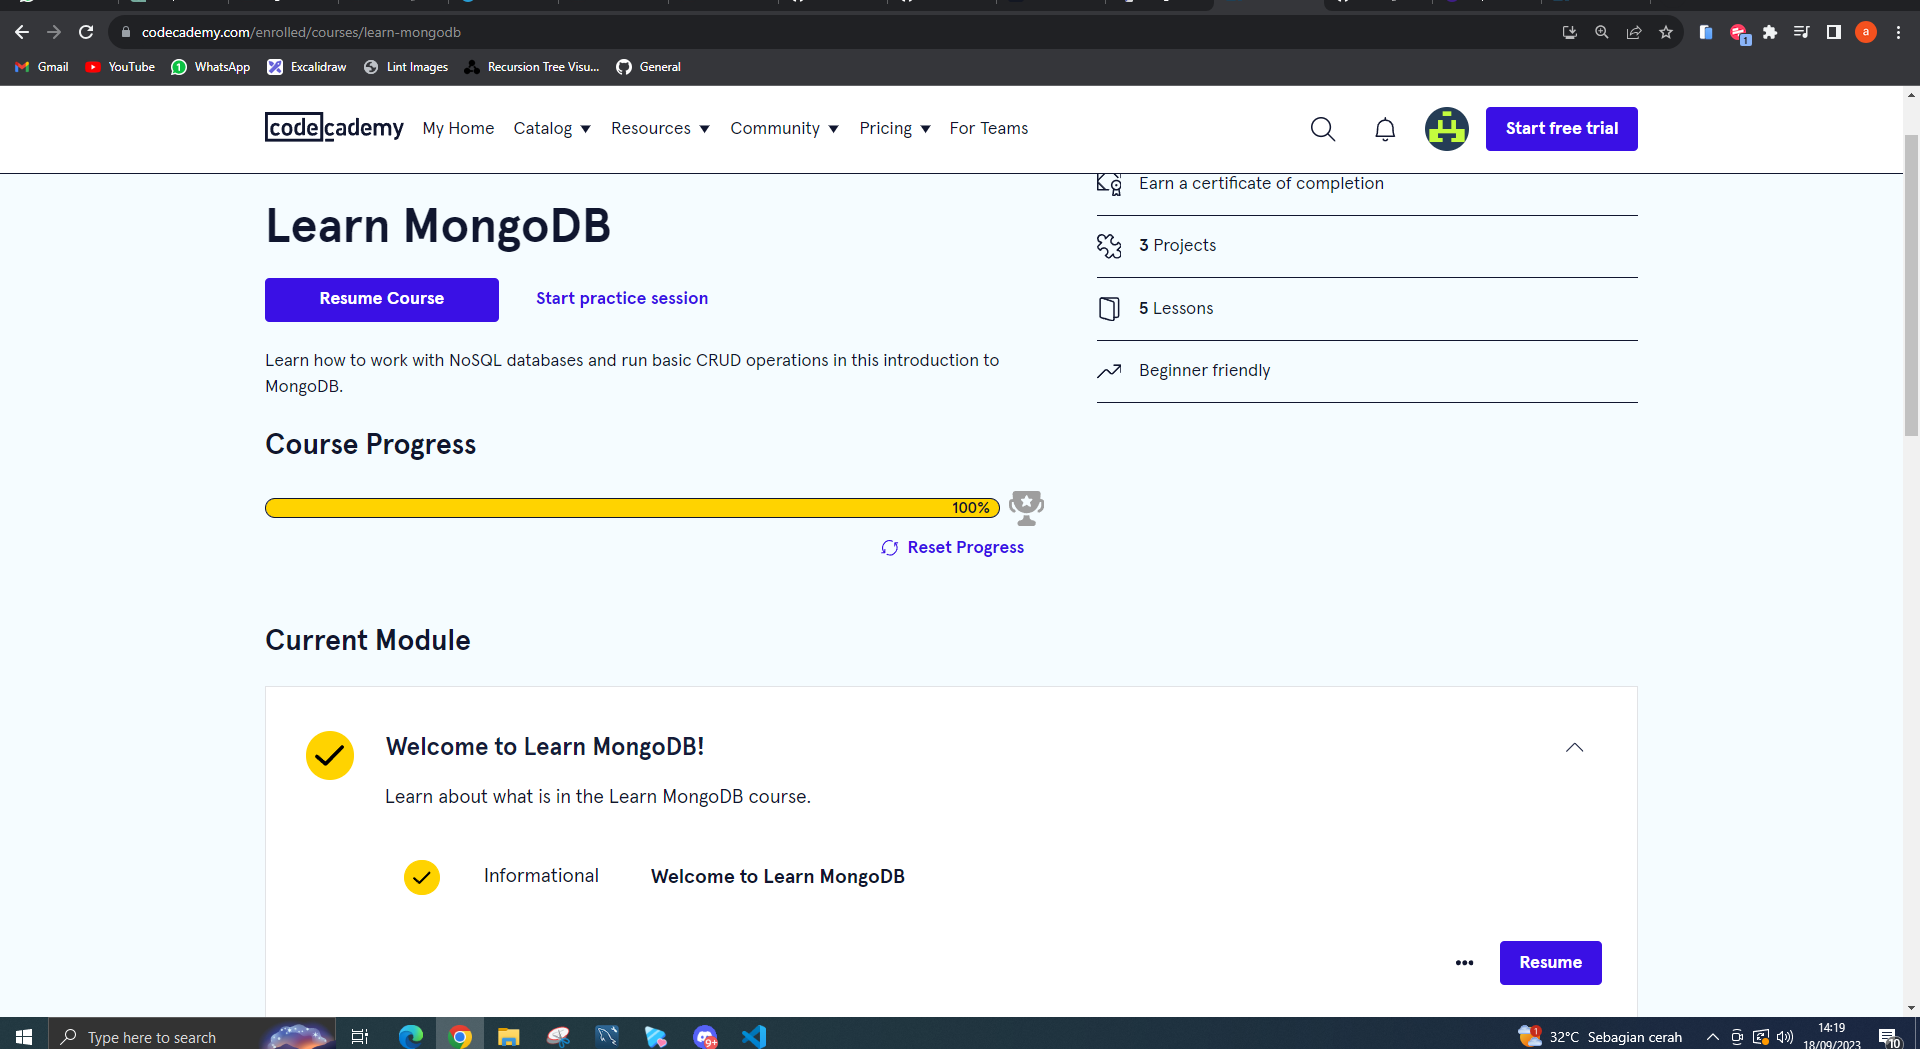 codecademy.com/enrolled/courses/learn-mongodb
a
1
Gmail
YouTube
WhatsApp
Excalidraw
Lint Images
Recursion Tree Visu...
General
codecademy
My Home
Catalog
Resources
Community
Pricing
For Teams
Start free trial
Earn a certificate of completion
Learn MongoDB
3 Projects
Resume Course
Start practice session
5 Lessons
Learn how to work with NoSQL databases and run basic CRUD operations in this introduction to
MongoDB.
Beginner friendly
Course Progress
100%
Reset Progress
Current Module
Welcome to Learn MongoDB!
Learn about what is in the Learn MongoDB course.
Informational
Welcome to Learn MongoDB
Resume
Type here to search
9+
1
32°C Sebagian cerah
14:19
18/09/2023
10